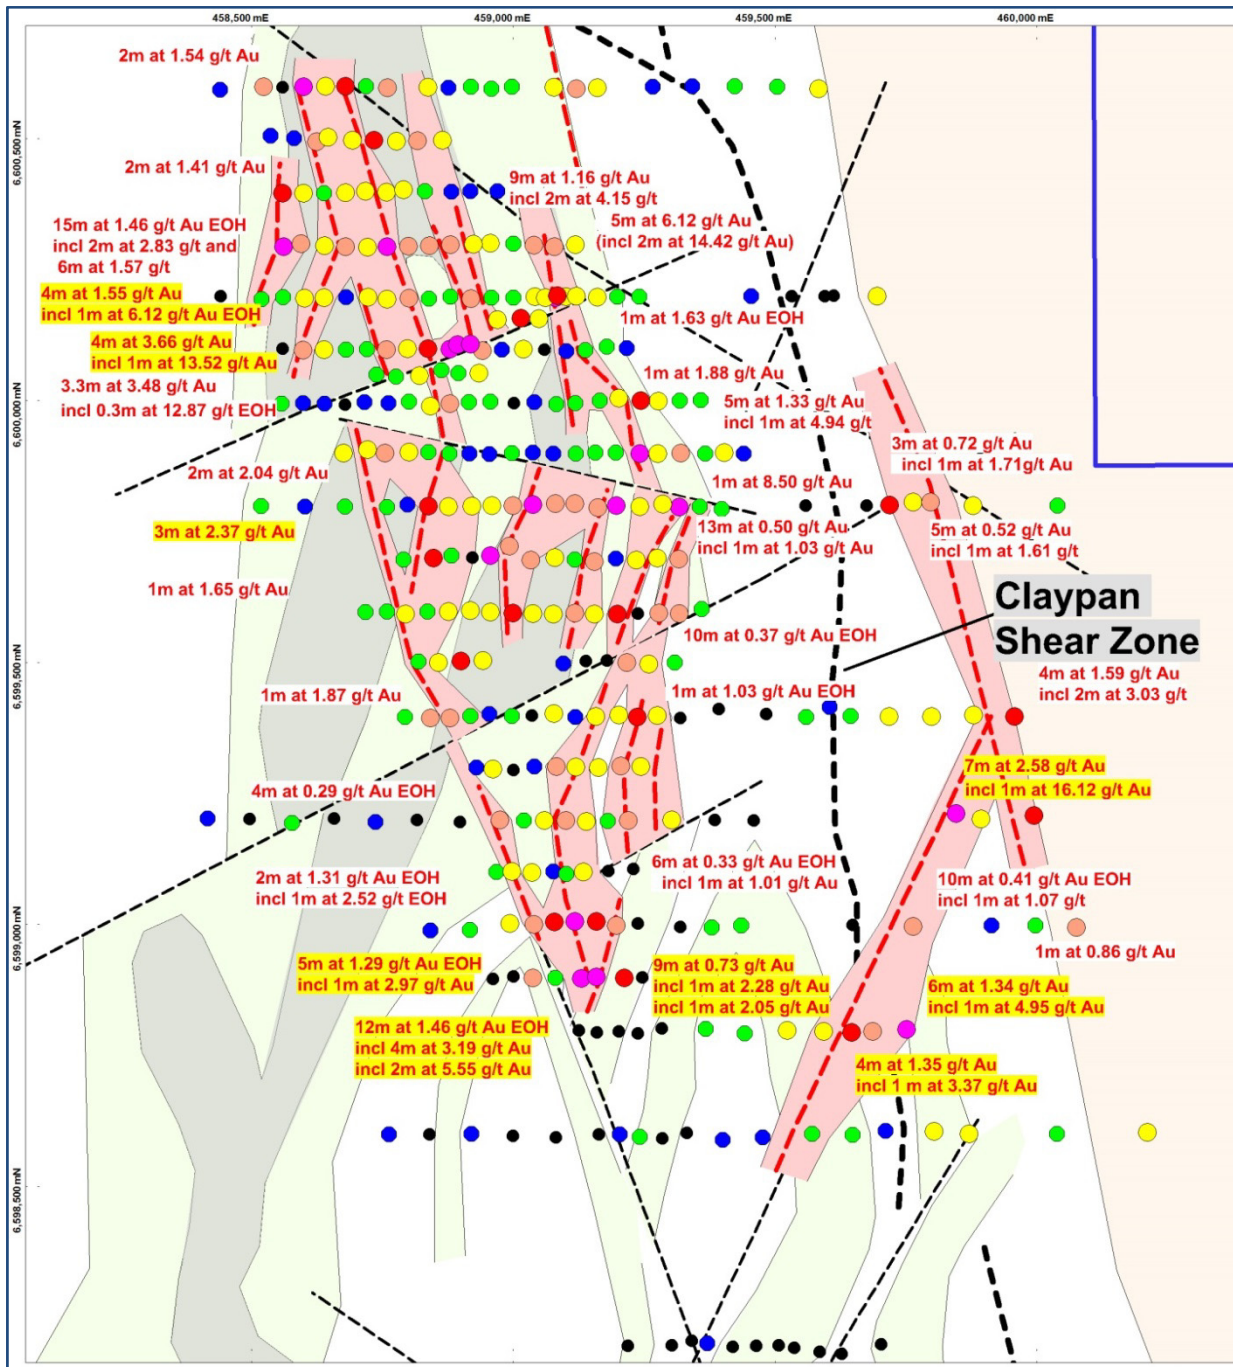 458,500 mE
459,000 mE
459,500 mE
460,000 mE
6,600,500 mN
6,600,000 mN
6,599,500 mN
6,599,000 mN
6,598,500 mN
2m at 1.54 g/t Au
2m at 1.41 g/t Au
9m at 1.16 g/t Au
incl 2m at 4.15 g/t
5m at 6.12 g/t Au
(incl 2m at 14.42 g/t Au)
15m at 1.46 g/t Au EOH
incl 2m at 2.83 g/t and
6m at 1.57 g/t
4m at 1.55 g/t Au
incl 1m at 6.12 g/t Au EOH
1m at 1.63 g/t Au EOH
4m at 3.66 g/t Au
incl 1m at 13.52 g/t Au
3.3m at 3.48 g/t Au
incl 0.3m at 12.87 g/t EOH
1m at 1.88 g/t Au
5m at 1.33 g/t Au
incl 1m at 4.94 g/t
3m at 0.72 g/t Au
incl 1m at 1.71g/t Au
2m at 2.04 g/t Au
1m at 8.50 g/t Au
3m at 2.37 g/t Au
13m at 0.50 g/t Au
incl 1m at 1.03 g/t Au
5m at 0.52 g/t Au
incl 1m at 1.61 g/t
1m at 1.65 g/t Au
Claypan
Shear Zone
10m at 0.37 g/t Au EOH
4m at 1.59 g/t Au
incl 2m at 3.03 g/t
1m at 1.87 g/t Au
1m at 1.03 g/t Au EOH
7m at 2.58 g/t Au
incl 1m at 16.12 g/t Au
4m at 0.29 g/t Au EOH
6m at 0.33 g/t Au EOH
incl 1m at 1.01 g/t Au
2m at 1.31 g/t Au EOH
incl 1m at 2.52 g/t EOH
10m at 0.41 g/t Au EOH
incl 1m at 1.07 g/t
1m at 0.86 g/t Au
5m at 1.29 g/t Au EOH
incl 1m at 2.97 g/t Au
9m at 0.73 g/t Au
incl 1m at 2.28 g/t Au
incl 1m at 2.05 g/t Au
6m at 1.34 g/t Au
incl 1m at 4.95 g/t Au
12m at 1.46 g/t Au EOH
incl 4m at 3.19 g/t Au
incl 2m at 5.55 g/t Au
4m at 1.35 g/t Au
incl 1 m at 3.37 g/t Au